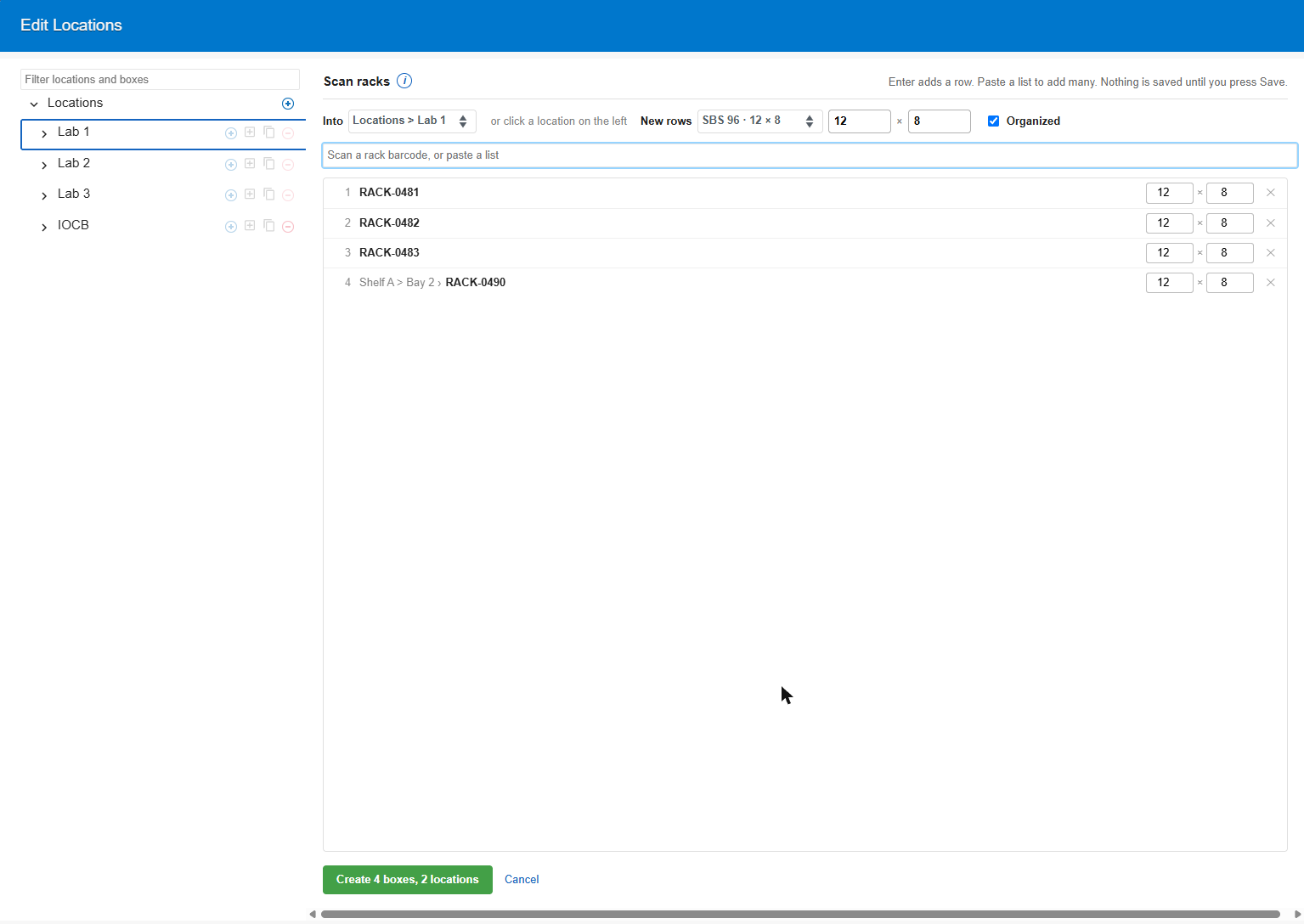 Edit Locations
Filter locations and boxes
Locations
Lab 1
Lab 2
Lab 3
IOCB
Scan racks i Enter adds a row. Paste a list to add many. Nothing is saved until you press Save.
Into Locations > Lab 1 or click a location on the left New rows SBS 96 · 12 × 8 12 × 8 Organized
Scan a rack barcode, or paste a list
1 RACK-0481 12 × 8 ×
2 RACK-0482 12 × 8 ×
3 RACK-0483 12 × 8 ×
4 Shelf A > Bay 2 › RACK-0490 12 × 8 ×
Create 4 boxes, 2 locations Cancel